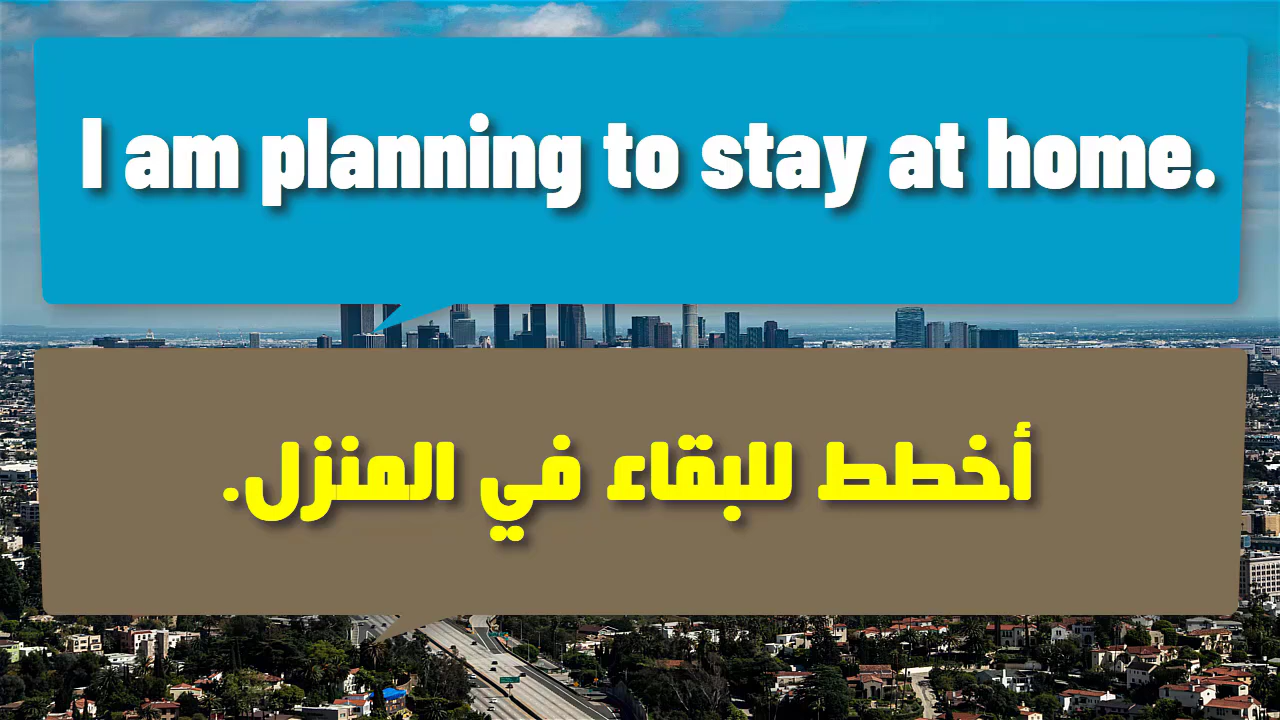 I am planning to stay at home.
أخطط للبقاء في المنزل.